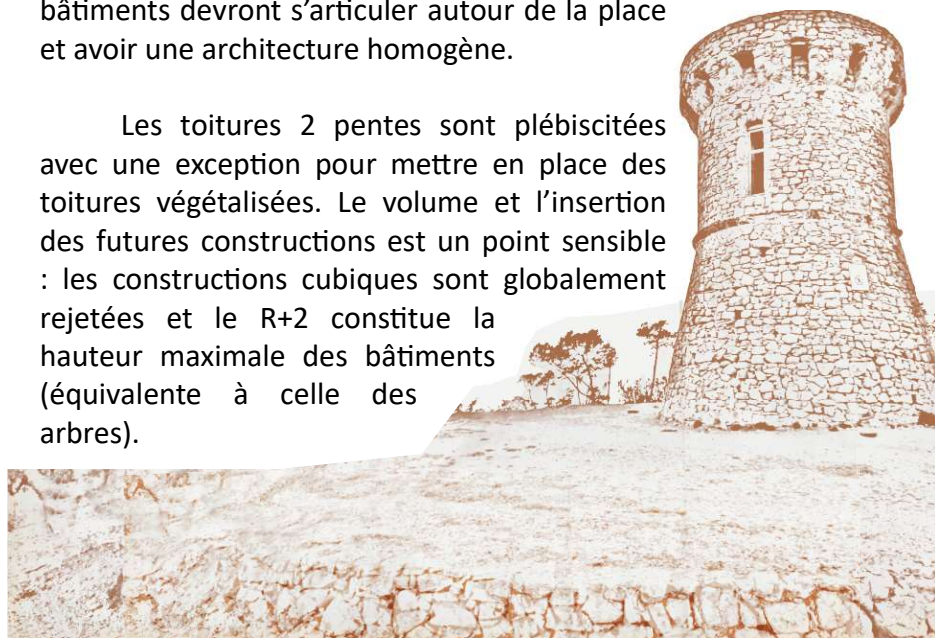 bâtiments devront s’articuler autour de la place
et avoir une architecture homogène.
Les toitures 2 pentes sont plébiscitées
avec une exception pour mettre en place des
toitures végétalisées. Le volume et l’insertion
des futures constructions est un point sensible
: les constructions cubiques sont globalement
rejetées et le R+2 constitue la
hauteur maximale des bâtiments
(équivalente à celle des
arbres).